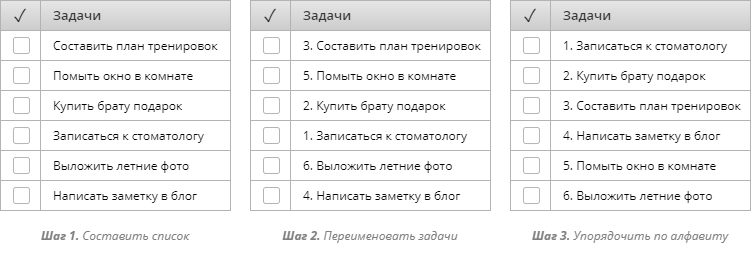 ✓ Задачи
Составить план тренировок
Помыть окно в комнате
Купить брату подарок
Записаться к стоматологу
Выложить летние фото
Написать заметку в блог
Шаг 1. Составить список
✓ Задачи
3. Составить план тренировок
5. Помыть окно в комнате
2. Купить брату подарок
1. Записаться к стоматологу
6. Выложить летние фото
4. Написать заметку в блог
Шаг 2. Переименовать задачи
✓ Задачи
1. Записаться к стоматологу
2. Купить брату подарок
3. Составить план тренировок
4. Написать заметку в блог
5. Помыть окно в комнате
6. Выложить летние фото
Шаг 3. Упорядочить по алфавиту